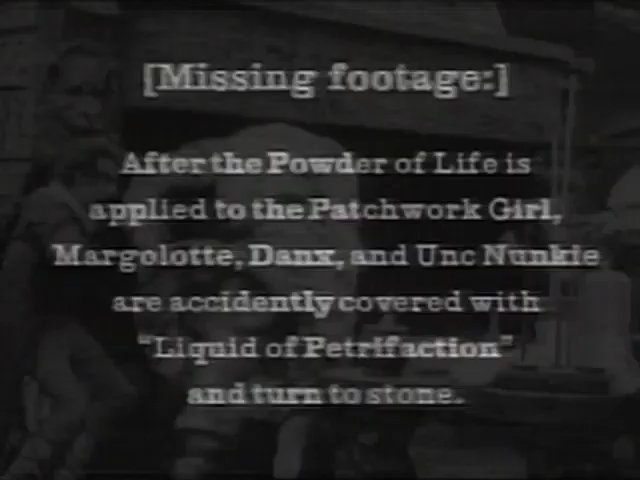 [Missing footage:]
After the Powder of Life is
applied to the Patchwork Girl,
Margolotte, Danx, and Unc Nunkie
are accidently covered with
"Liquid of Petrifaction"
and turn to stone.